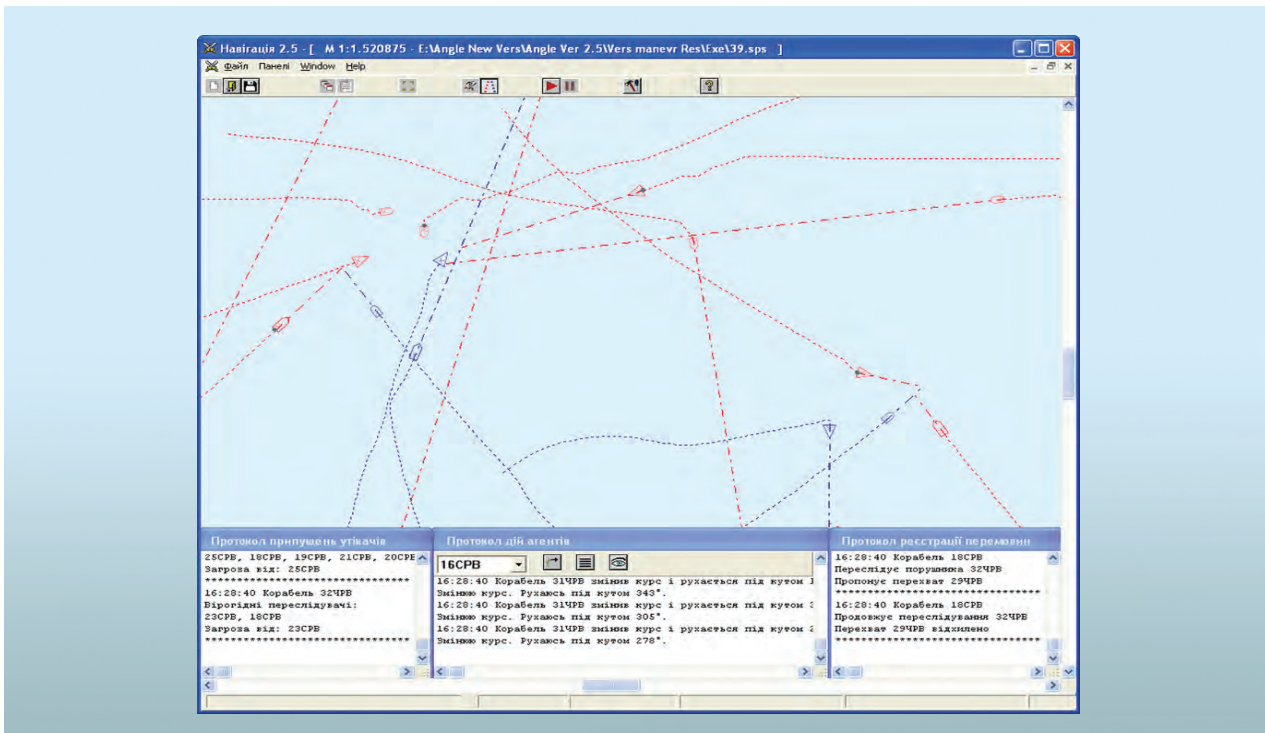 Навігація 2.5 - [ М 1:1.520875 - E:\Angle New Vers\Angle Ver 2.5\Vers manevr Res\Exe\39.sps ]
Файл Панелі Window Help
Протокол припущень утікачів
25СРВ, 18СРВ, 19СРВ, 21СРВ, 20СРВ
Загроза від: 25СРВ
*********************************
16:28:40 Корабель 32ЧРВ
Вірогідні переслідувачі:
23СРВ, 18СРВ
Загроза від: 23СРВ
*********************************
Протокол дій агентів
16СРВ
16:28:40 Корабель 31ЧРВ змінив курс і рухається під кутом
Змінюю курс. Рухаюсь під кутом 343°.
16:28:40 Корабель 31ЧРВ змінив курс і рухається під кутом
Змінюю курс. Рухаюсь під кутом 305°.
16:28:40 Корабель 31ЧРВ змінив курс і рухається під кутом
Змінюю курс. Рухаюсь під кутом 278°.
Протокол реєстрації перемовин
16:28:40 Корабель 18СРВ
Переслідує порушника 32ЧРВ
Пропонує перехват 29ЧРВ
*********************************
16:28:40 Корабель 18СРВ
Продовжує переслідування 32ЧРВ
Перехват 29ЧРВ відхилено
*********************************